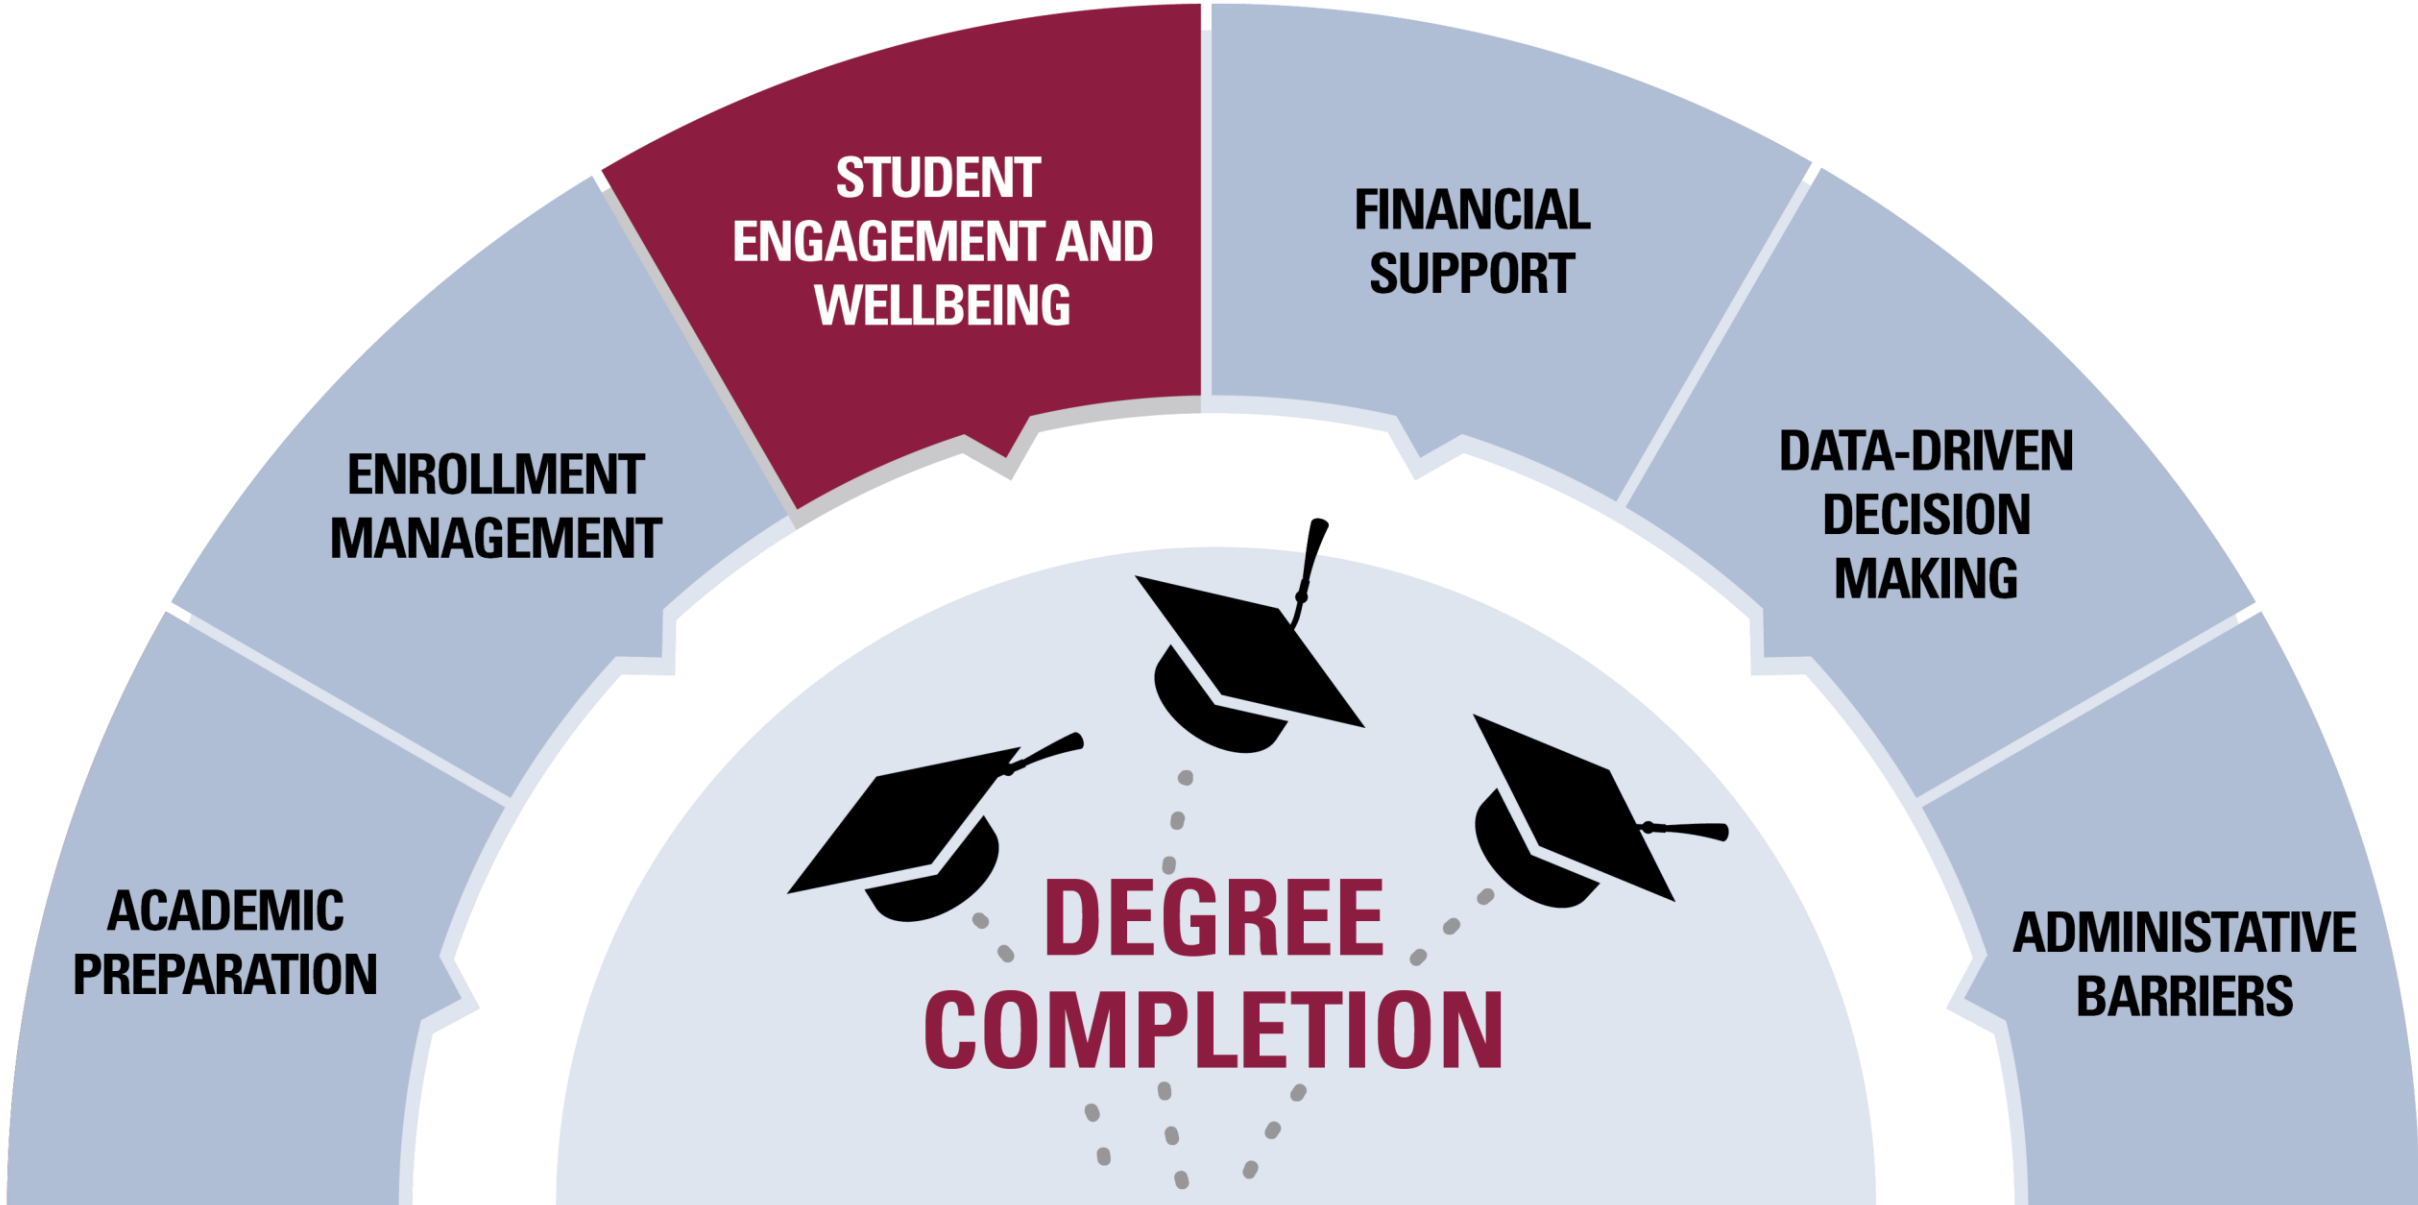 STUDENT
ENGAGEMENT AND
WELLBEING
FINANCIAL
SUPPORT
ENROLLMENT
MANAGEMENT
DATA-DRIVEN
DECISION
MAKING
ACADEMIC
PREPARATION
ADMINISTATIVE
BARRIERS
DEGREE
COMPLETION